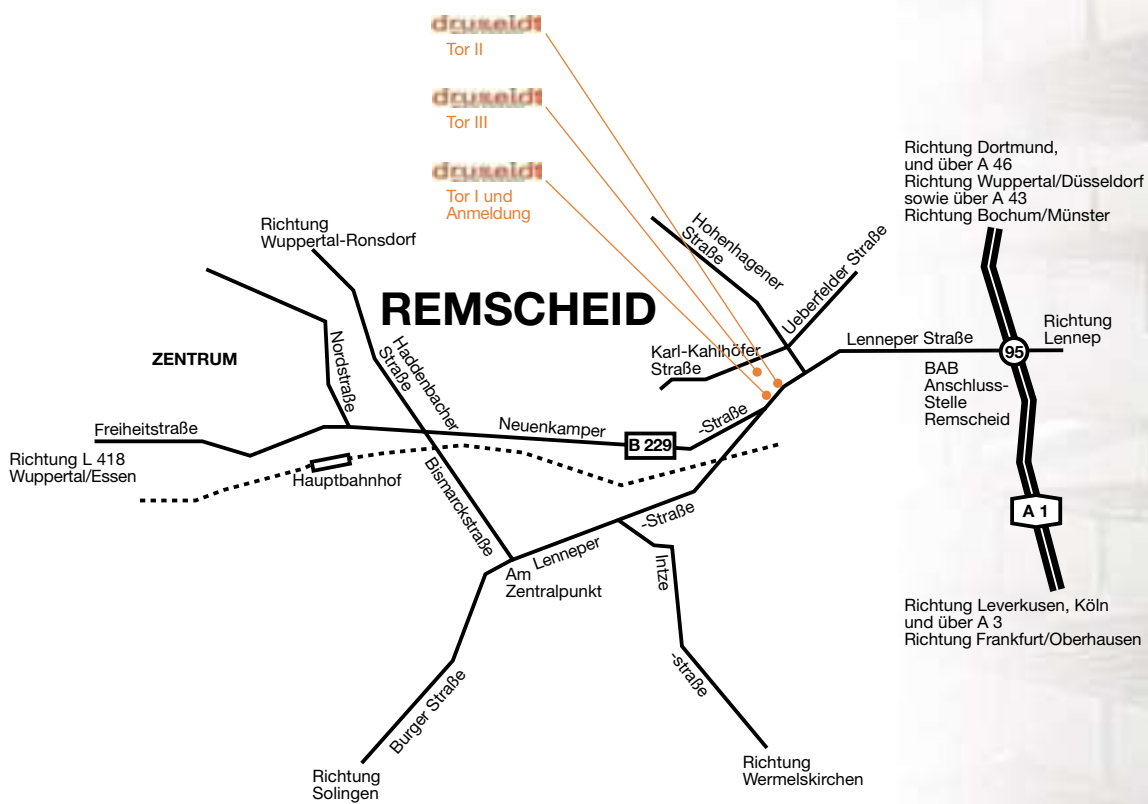 druseidt
Tor II
druseidt
Tor III
druseidt
Tor I und
Anmeldung
Richtung Dortmund,
und über A 46
Richtung Wuppertal/Düsseldorf
sowie über A 43
Richtung Bochum/Münster
Richtung
Wuppertal-Ronsdorf
Hohenhagener
Straße
Ueberfelder Straße
REMSCHEID
ZENTRUM
Nordstraße
Haddenbacher
Straße
Karl-Kahlhöfer
Straße
Lenneper Straße
95
Richtung
Lennep
BAB
Anschluss-
Stelle
Remscheid
Freiheitstraße
Neuenkamper
B 229
-Straße
Richtung L 418
Wuppertal/Essen
Hauptbahnhof
Bismarckstraße
Lenneper
-Straße
A 1
Am
Zentralpunkt
Intze
-straße
Richtung Leverkusen, Köln
und über A 3
Richtung Frankfurt/Oberhausen
Burger Straße
Richtung
Solingen
Richtung
Wermelskirchen